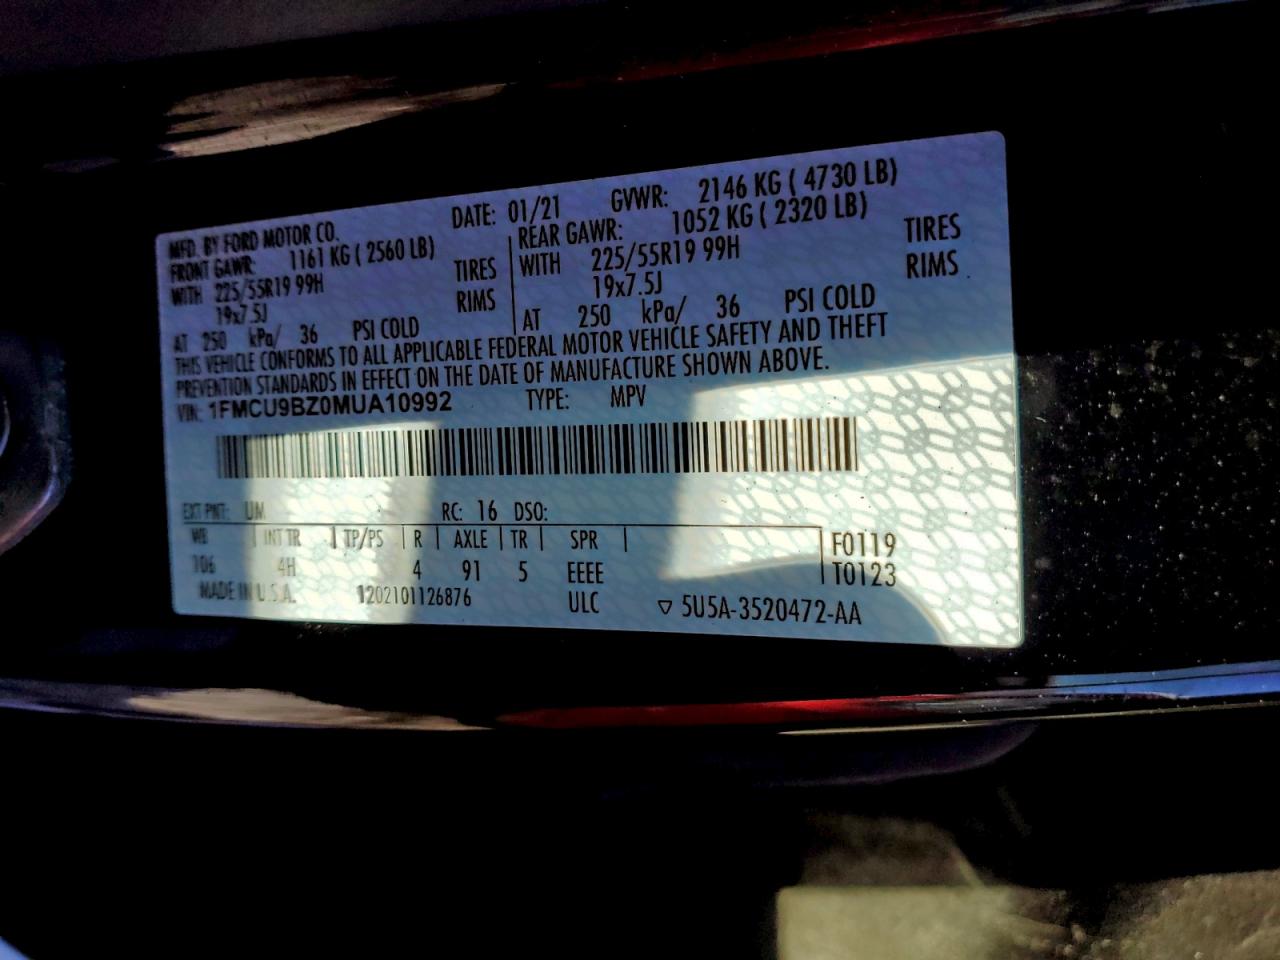 MFD. BY FORD MOTOR CO. DATE: 01/21 GVWR: 2146 KG ( 4730 LB)
FRONT GAWR: 1161 KG ( 2560 LB) REAR GAWR: 1052 KG ( 2320 LB)
WITH 225/55R19 99H TIRES WITH 225/55R19 99H TIRES
19x7.5J RIMS 19x7.5J RIMS
AT 250 kPa/ 36 PSI COLD AT 250 kPa/ 36 PSI COLD
THIS VEHICLE CONFORMS TO ALL APPLICABLE FEDERAL MOTOR VEHICLE SAFETY AND THEFT
PREVENTION STANDARDS IN EFFECT ON THE DATE OF MANUFACTURE SHOWN ABOVE.
VIN: 1FMCU9BZ0MUA10992 TYPE: MPV
EXT PNT: UM RC: 16 DSO:
WB INT TR TP/PS R AXLE TR SPR F0119
106 4H 4 91 5 EEEE T0123
MADE IN U.S.A. 1202101126876 ULC ▽ 5U5A-3520472-AA